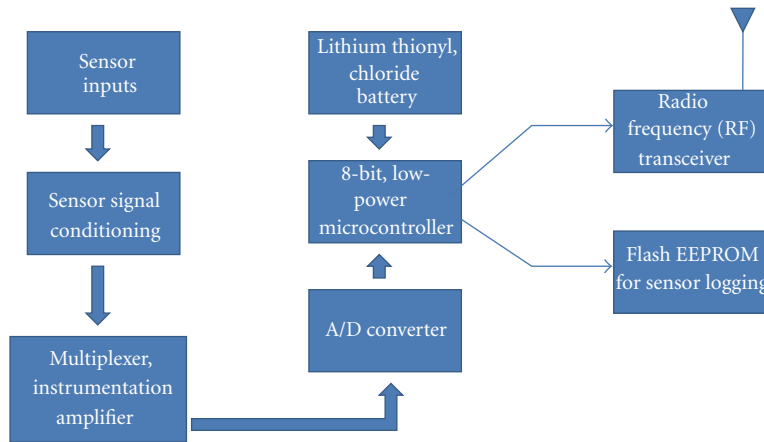 Sensor
inputs
Sensor signal
conditioning
Multiplexer,
instrumentation
amplifier
Lithium thionyl,
chloride
battery
8-bit, low-
power
microcontroller
A/D converter
Radio
frequency (RF)
transceiver
Flash EEPROM
for sensor logging